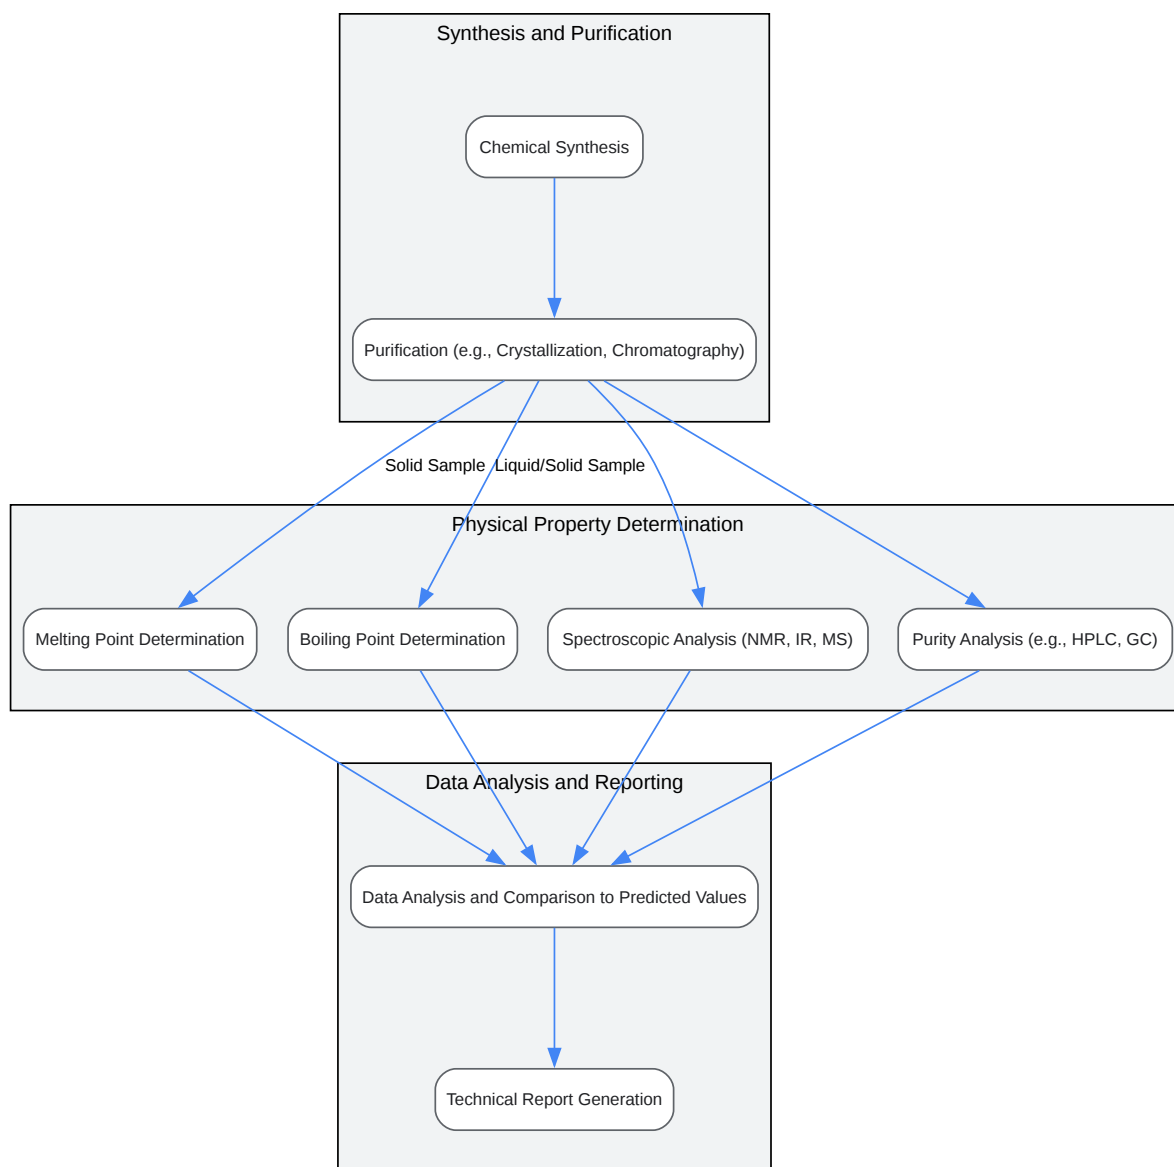 Synthesis and Purification
Chemical Synthesis
Purification (e.g., Crystallization, Chromatography)
Solid Sample
Liquid/Solid Sample
Physical Property Determination
Melting Point Determination
Boiling Point Determination
Spectroscopic Analysis (NMR, IR, MS)
Purity Analysis (e.g., HPLC, GC)
Data Analysis and Reporting
Data Analysis and Comparison to Predicted Values
Technical Report Generation